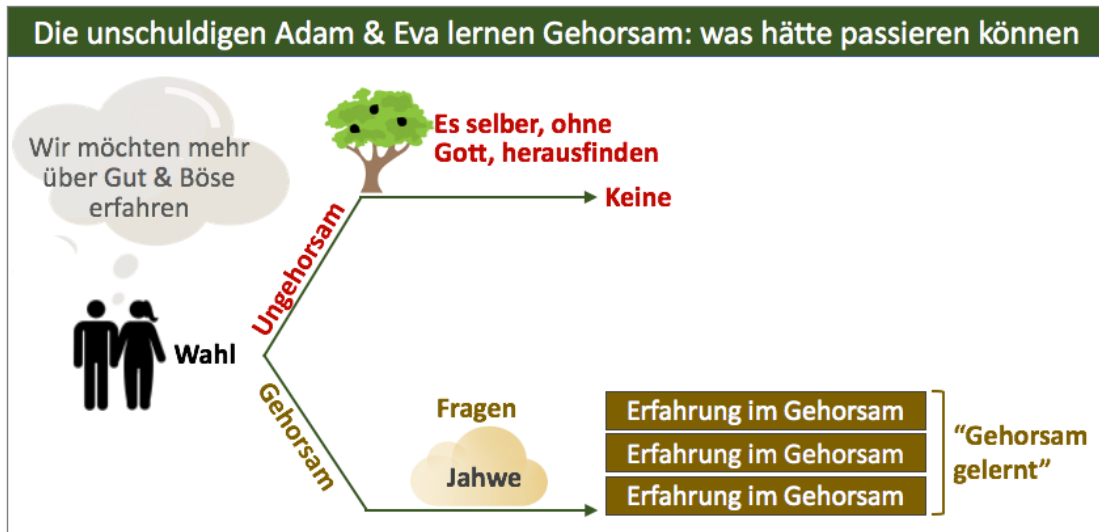 Die unschuldigen Adam & Eva lernen Gehorsam: was hätte passieren können
Wir möchten mehr
über Gut & Böse
erfahren
Es selber, ohne
Gott, herausfinden
Keine
Ungehorsam
Wahl
Gehorsam
Fragen
Jahwe
Erfahrung im Gehorsam
Erfahrung im Gehorsam
Erfahrung im Gehorsam
“Gehorsam
gelernt”